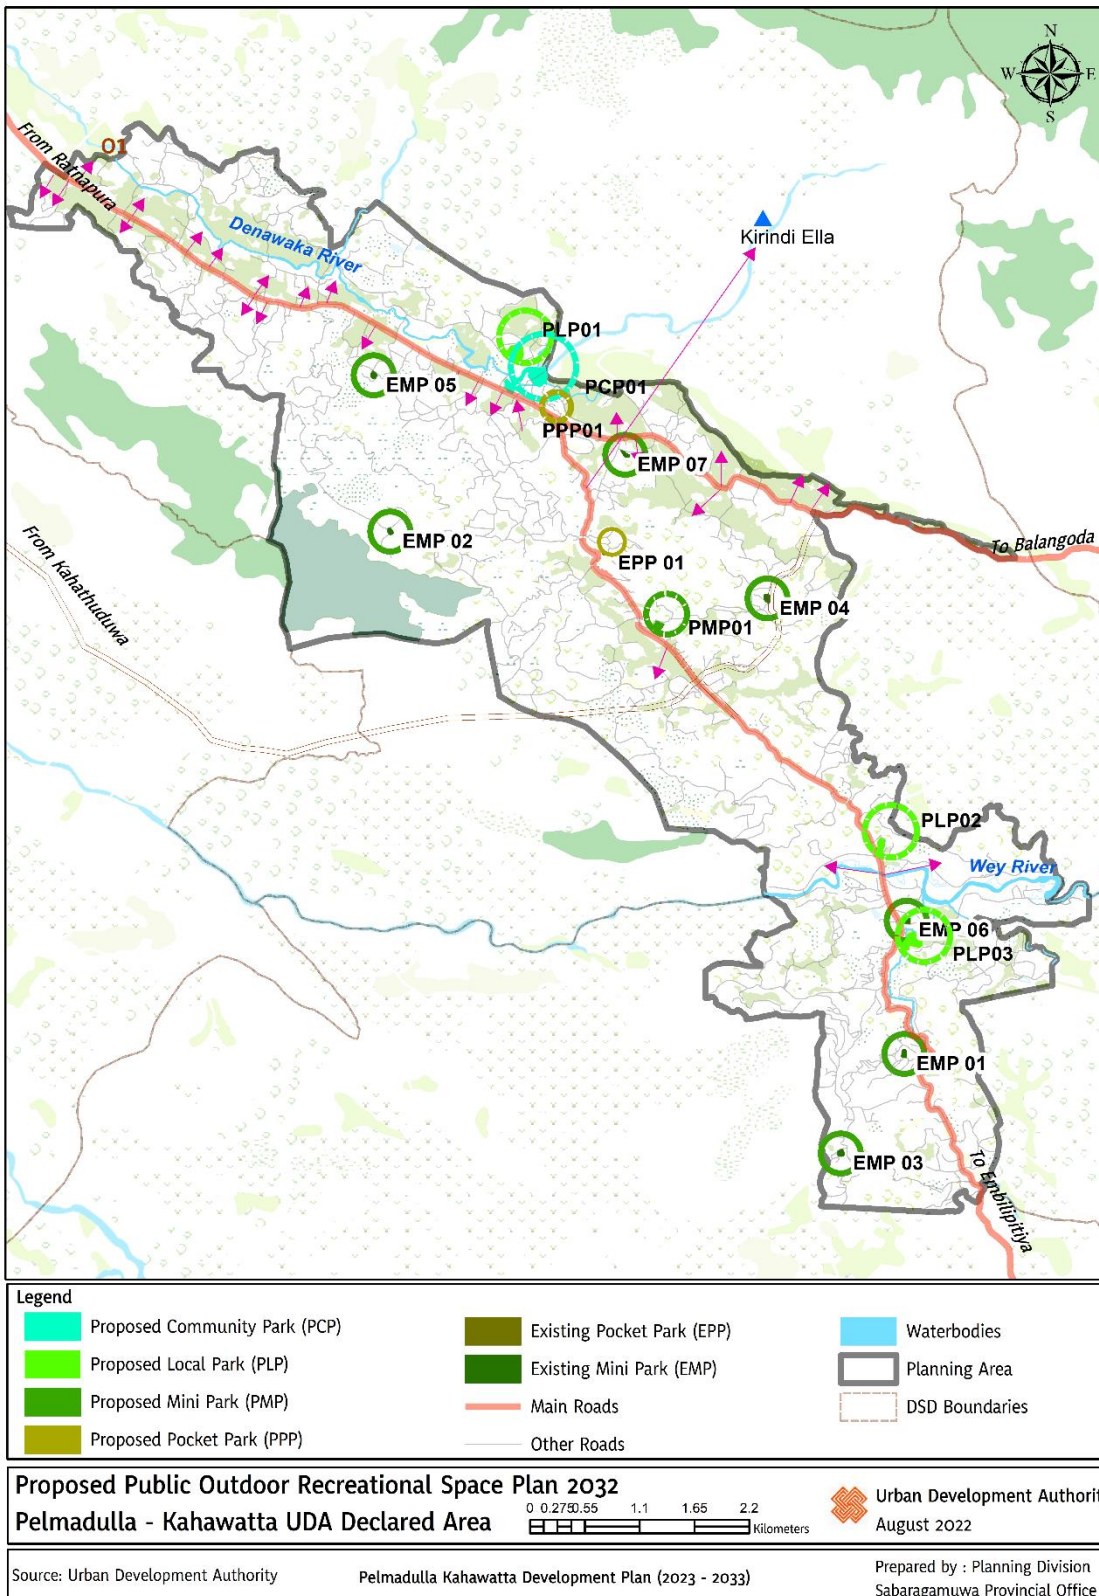 N
W E
S
From Ratnapura
01
Denawaka River
Kirindi Ella
PLP01
EMP 05
PCP01
PPP01
EMP 07
EMP 02
EPP 01
To Balangoda
From Kahathuduwa
EMP 04
PMP01
PLP02
Wey River
EMP 06
PLP03
EMP 01
EMP 03
To Embilipitiya
Legend
Proposed Community Park (PCP)
Proposed Local Park (PLP)
Proposed Mini Park (PMP)
Proposed Pocket Park (PPP)
Existing Pocket Park (EPP)
Existing Mini Park (EMP)
Main Roads
Other Roads
Waterbodies
Planning Area
DSD Boundaries
Proposed Public Outdoor Recreational Space Plan 2032
Pelmadulla - Kahawatta UDA Declared Area
0 0.275 0.55 1.1 1.65 2.2
Kilometers
Urban Development Authorit
August 2022
Source: Urban Development Authority
Pelmadulla Kahawatta Development Plan (2023 - 2033)
Prepared by : Planning Division
Sabaragamuwa Provincial Office